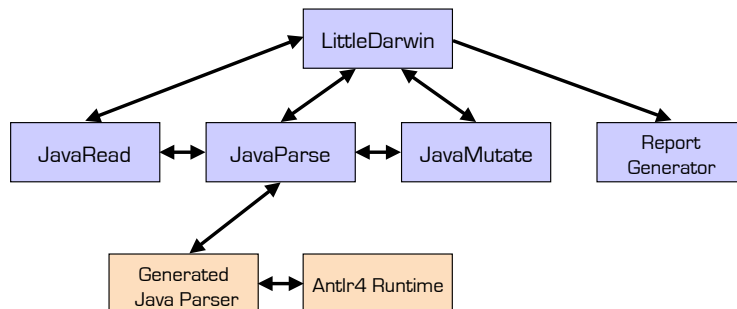 LittleDarwin
JavaRead
JavaParse
JavaMutate
Report
Generator
Generated
Java Parser
Antlr4 Runtime